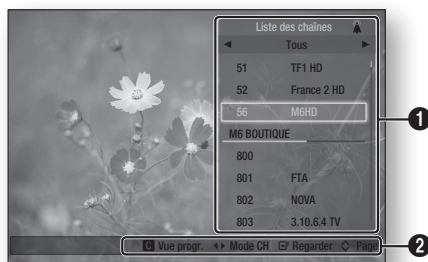 Liste des chaînes
◄ Tous ►
51 TF1 HD
52 France 2 HD
56 M6HD
M6 BOUTIQUE
800
801 FTA
802 NOVA
803 3.10.6.4 TV
C Vue progr. ◄► Mode CH Regarder Page
1
2